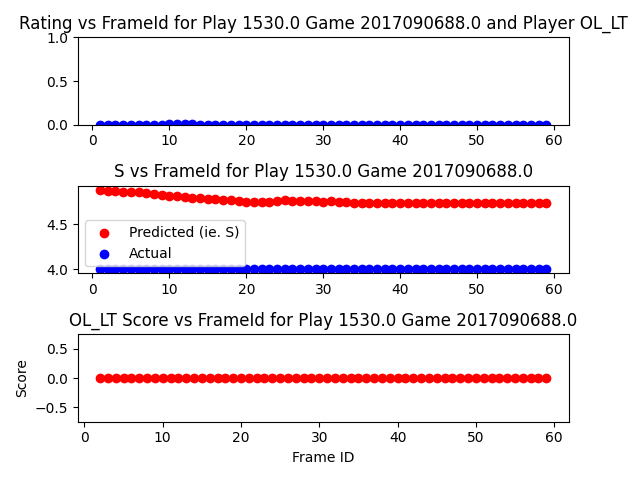 Rating vs FrameId for Play 1530.0 Game 2017090688.0 and Player OL_LT
1.0
0.5
0.0
0 10 20 30 40 50 60
S vs FrameId for Play 1530.0 Game 2017090688.0
4.5
4.0
Predicted (ie. S)
Actual
0 10 20 30 40 50 60
OL_LT Score vs FrameId for Play 1530.0 Game 2017090688.0
Score
0.5
0.0
−0.5
0 10 20 30 40 50 60
Frame ID